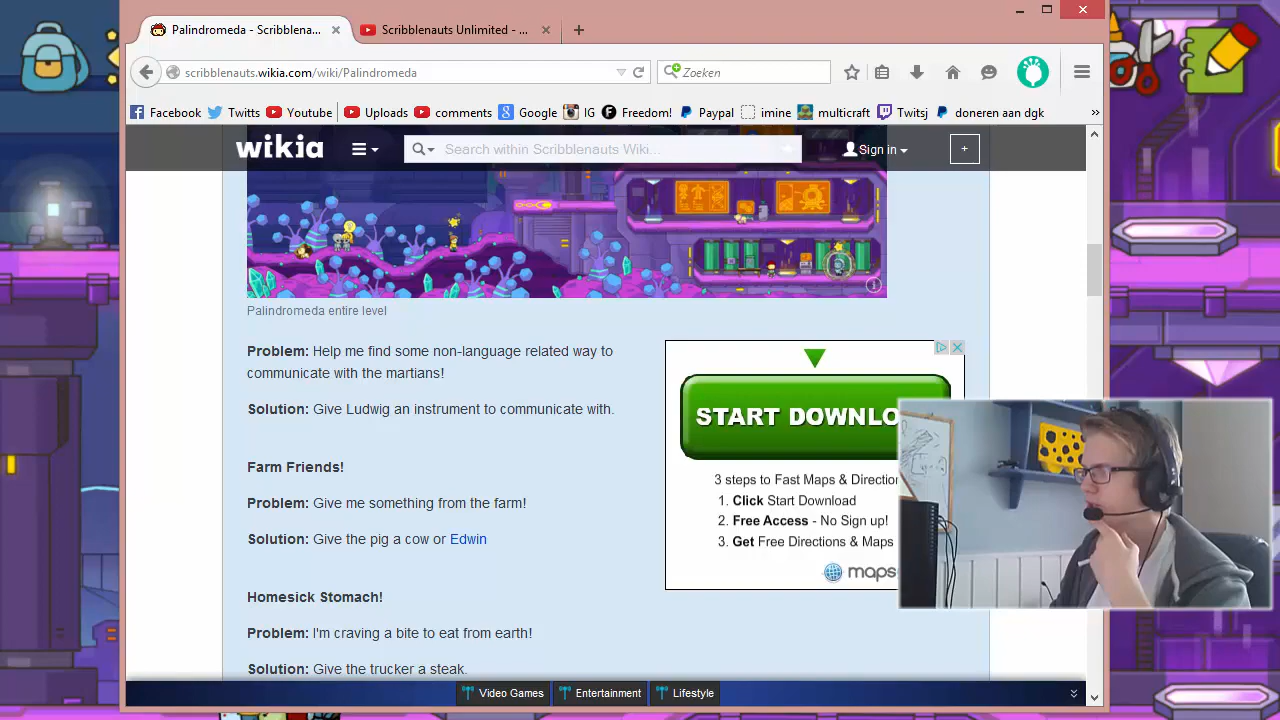 Palindromeda - Scribblena...
Scribblenauts Unlimited - ...
scribblenauts.wikia.com/wiki/Palindromeda
Zoeken
Facebook Twitts Youtube Uploads comments Google IG Freedom! Paypal imine multicraft Twitsj doneren aan dgk »
wikia
Search within Scribblenauts Wiki...
Sign in
Palindromeda entire level
Problem: Help me find some non-language related way to
communicate with the martians!
Solution: Give Ludwig an instrument to communicate with.
Farm Friends!
Problem: Give me something from the farm!
Solution: Give the pig a cow or Edwin
Homesick Stomach!
Problem: I'm craving a bite to eat from earth!
Solution: Give the trucker a steak.
START DOWNLO
3 steps to Fast Maps & Direction
1. Click Start Download
2. Free Access - No Sign up!
3. Get Free Directions & Maps
maps
Video Games Entertainment Lifestyle